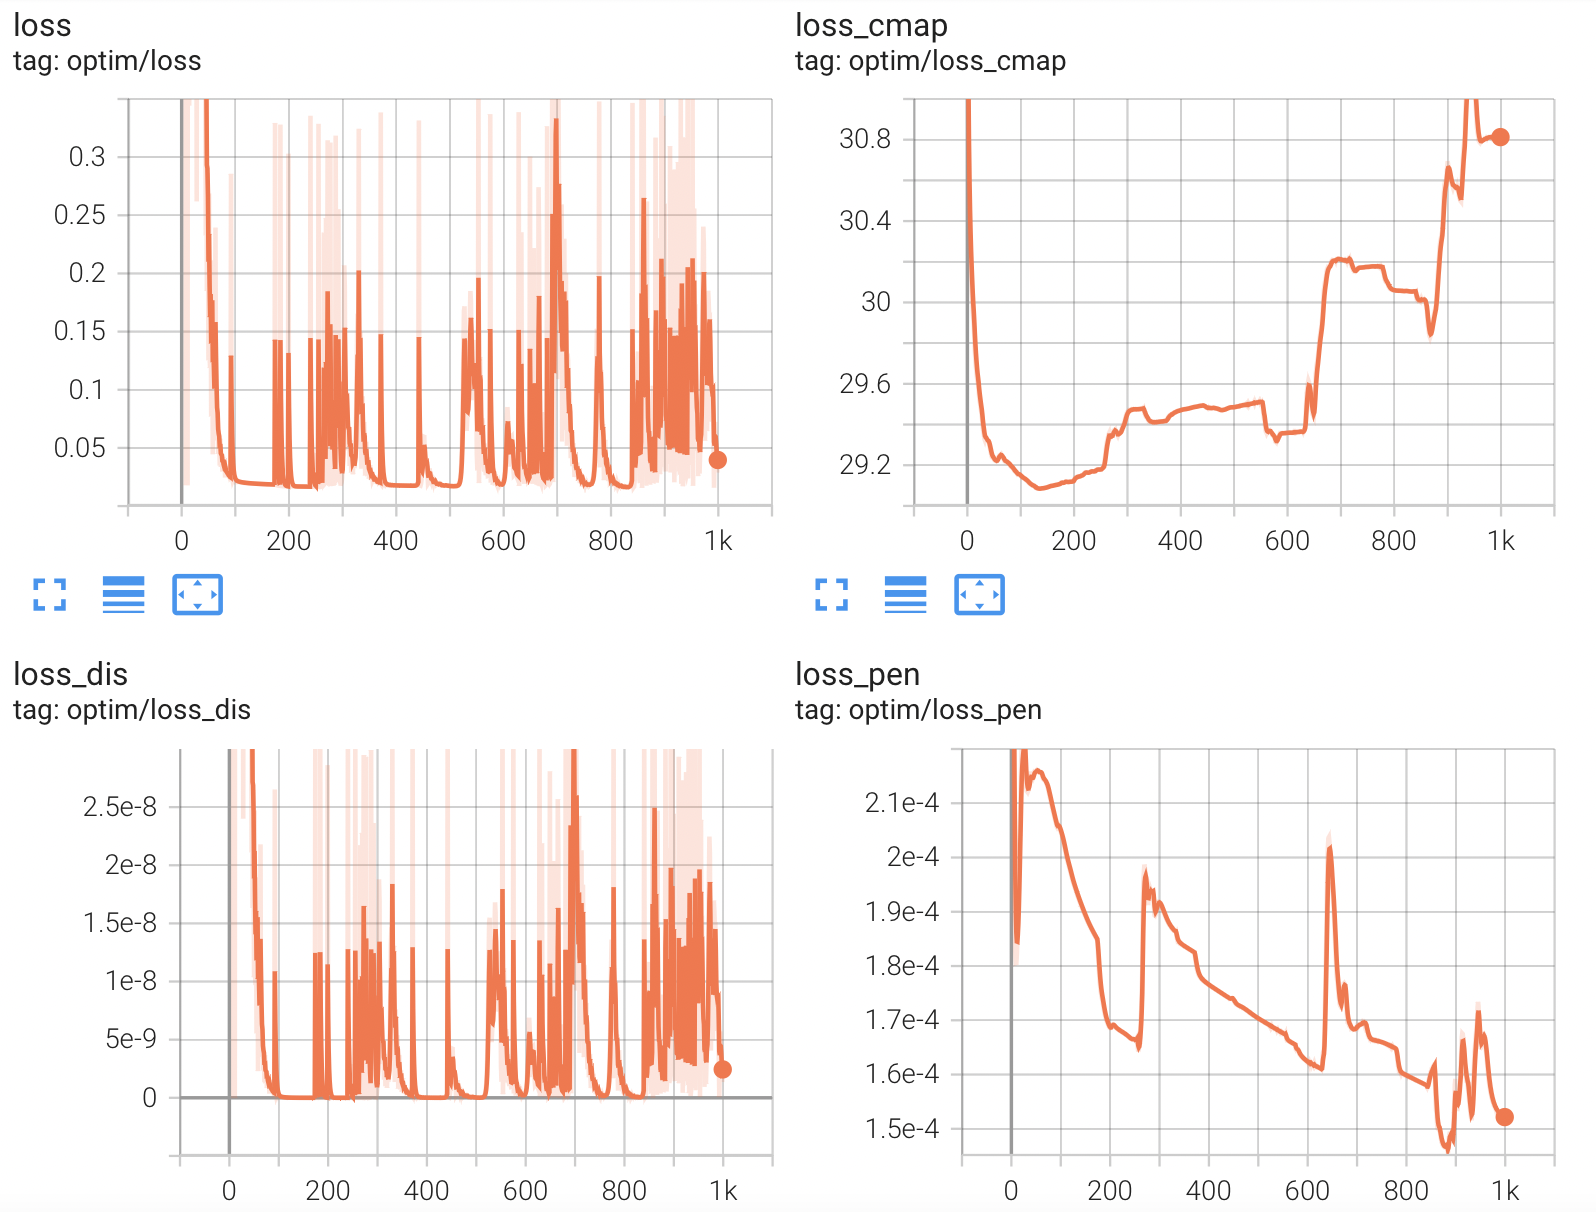 loss
tag: optim/loss
0.3
0.25
0.2
0.15
0.1
0.05
0 200 400 600 800 1k
loss_cmap
tag: optim/loss_cmap
30.8
30.4
30
29.6
29.2
0 200 400 600 800 1k
loss_dis
tag: optim/loss_dis
2.5e-8
2e-8
1.5e-8
1e-8
5e-9
0
0 200 400 600 800 1k
loss_pen
tag: optim/loss_pen
2.1e-4
2e-4
1.9e-4
1.8e-4
1.7e-4
1.6e-4
1.5e-4
0 200 400 600 800 1k